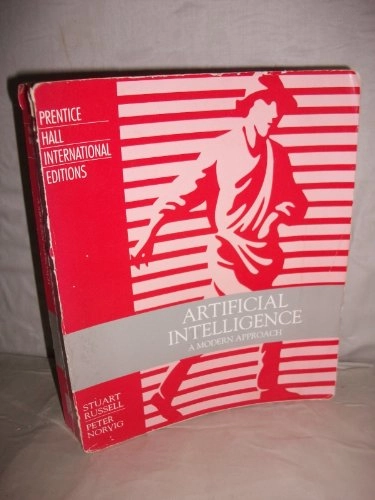 PRENTICE
HALL
INTERNATIONAL
EDITIONS
ARTIFICIAL
INTELLIGENCE
A MODERN APPROACH
STUART
RUSSELL
PETER
NORVIG